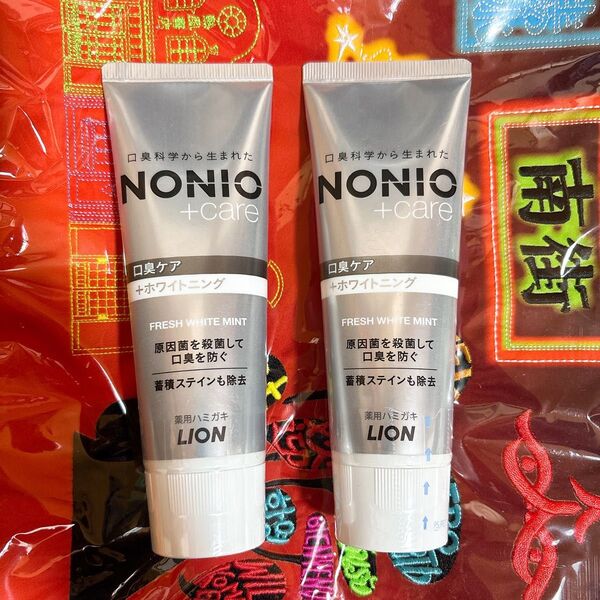 口臭科学から生まれた
NONIO
+care
口臭ケア
+ホワイトニング
FRESH WHITE MINT
原因菌を殺菌して
口臭を防ぐ
蓄積ステインも除去
薬用ハミガキ
LION
口臭科学から生まれた
NONIO
+care
口臭ケア
+ホワイトニング
FRESH WHITE MINT
原因菌を殺菌して
口臭を防ぐ
蓄積ステインも除去
薬用ハミガキ
LION
南街